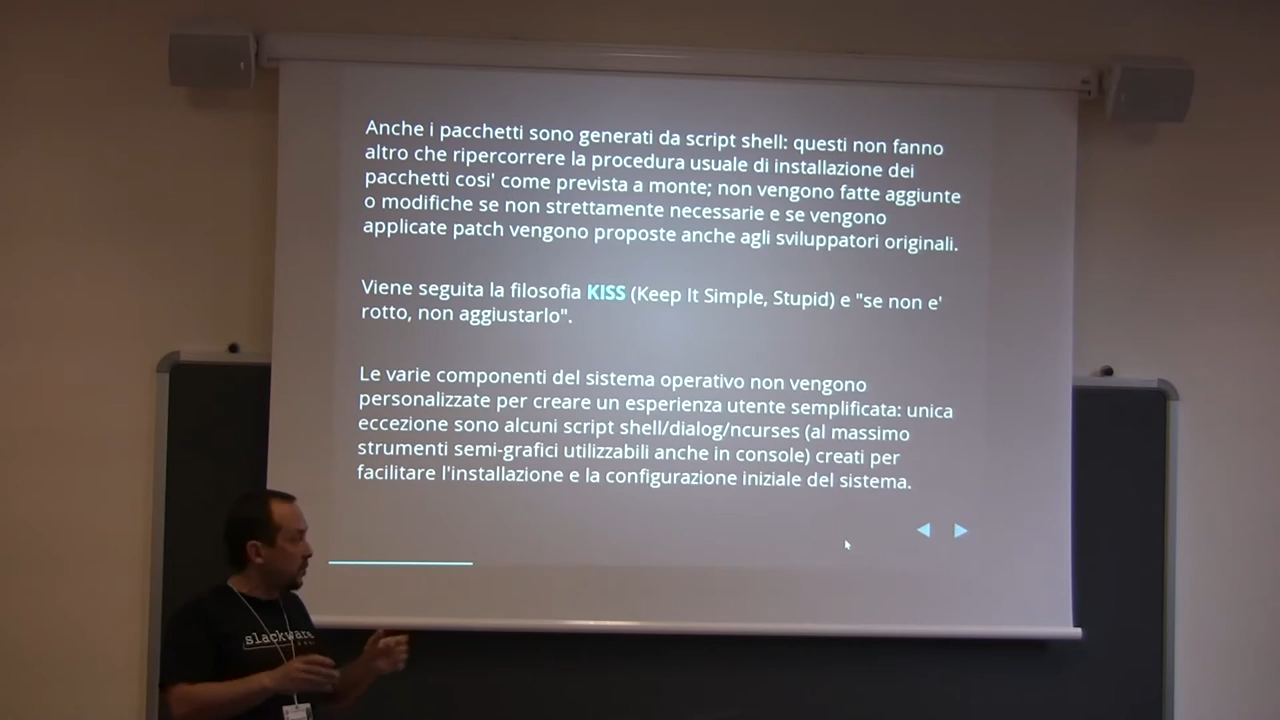 Anche i pacchetti sono generati da script shell: questi non fanno
altro che ripercorrere la procedura usuale di installazione dei
pacchetti cosi' come prevista a monte; non vengono fatte aggiunte
o modifiche se non strettamente necessarie e se vengono
applicate patch vengono proposte anche agli sviluppatori originali.
Viene seguita la filosofia KISS (Keep It Simple, Stupid) e "se non e'
rotto, non aggiustarlo".
Le varie componenti del sistema operativo non vengono
personalizzate per creare un esperienza utente semplificata: unica
eccezione sono alcuni script shell/dialog/ncurses (al massimo
strumenti semi-grafici utilizzabili anche in console) creati per
facilitare l'installazione e la configurazione iniziale del sistema.
slackware